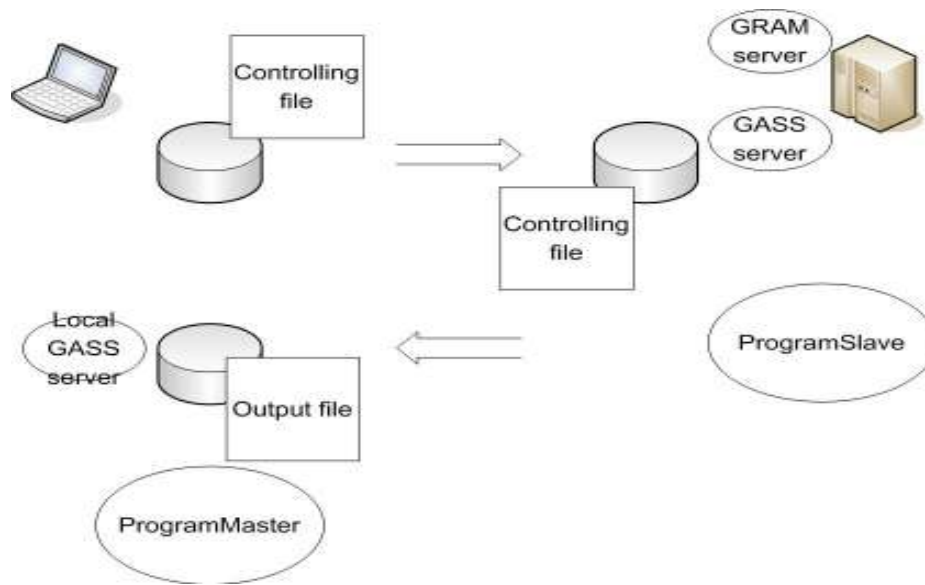 GRAM
server
Controlling
file
GASS
server
Controlling
file
Local
GASS
server
ProgramSlave
Output file
ProgramMaster